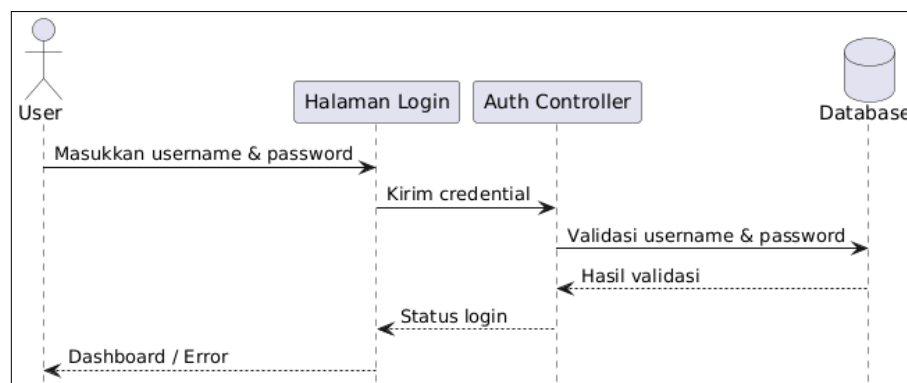 User
Halaman Login
Auth Controller
Database
Masukkan username & password
Kirim credential
Validasi username & password
Hasil validasi
Status login
Dashboard / Error